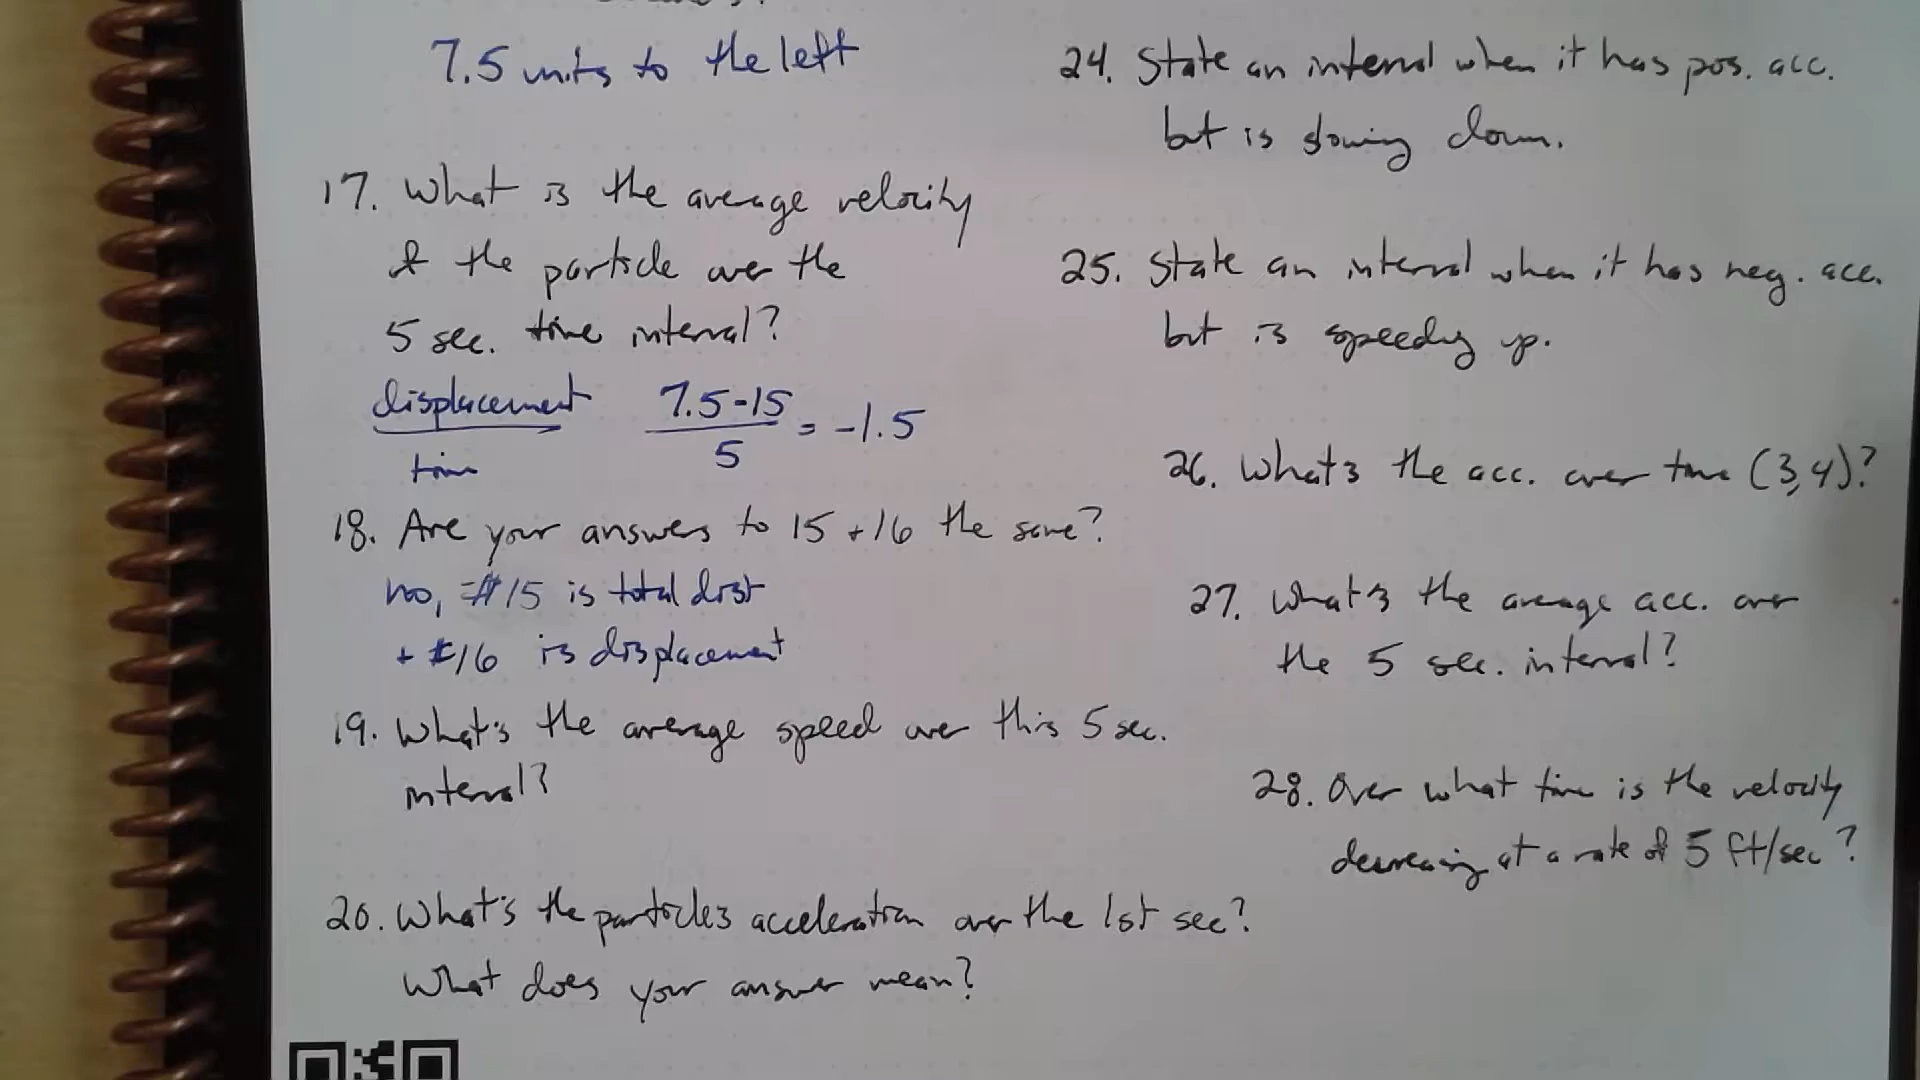 7.5 units to the left
17. What is the average velocity
of the particle over the
5 sec. time interval?
displacement
time
7.5-15
5
= -1.5
18. Are your answers to 15 + 16 the same?
no, #15 is total dist
+ #16 is displacement
19. What's the average speed over this 5 sec.
interval?
20. What's the particles acceleration over the 1st sec?
What does your answer mean?
24. State an interval when it has pos. acc.
but is slowing down.
25. State an interval when it has neg. acc.
but is speeding up.
26. What's the acc. over time (3,4)?
27. What's the average acc. over
the 5 sec. interval?
28. Over what time is the velocity
decreasing at a rate of 5 ft/sec?